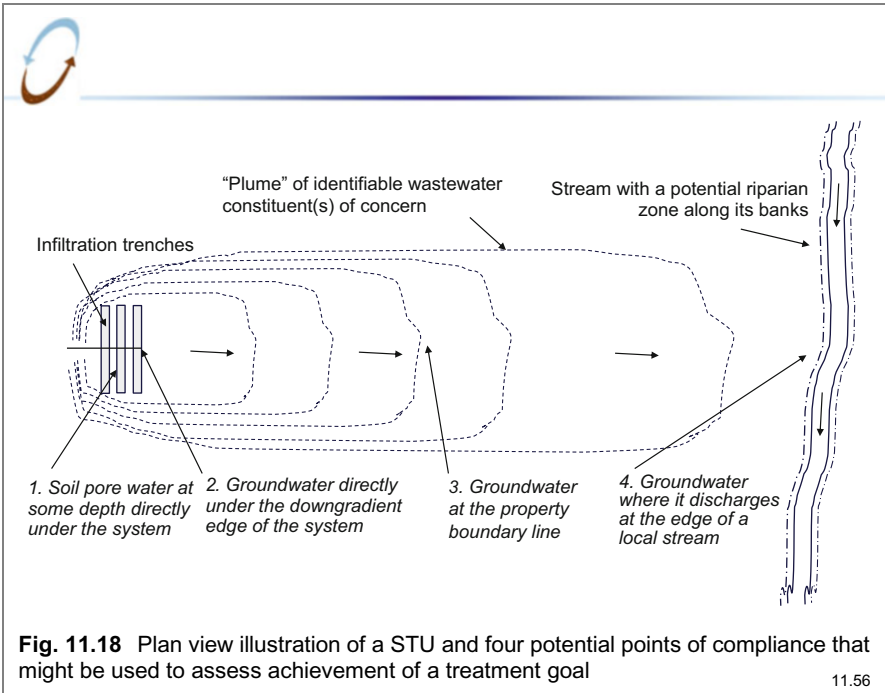 "Plume" of identifiable wastewater
constituent(s) of concern
Stream with a potential riparian
zone along its banks
Infiltration trenches
1. Soil pore water at
some depth directly
under the system
2. Groundwater directly
under the downgradient
edge of the system
3. Groundwater
at the property
boundary line
4. Groundwater
where it discharges
at the edge of a
local stream
Fig. 11.18 Plan view illustration of a STU and four potential points of compliance that
might be used to assess achievement of a treatment goal
11.56